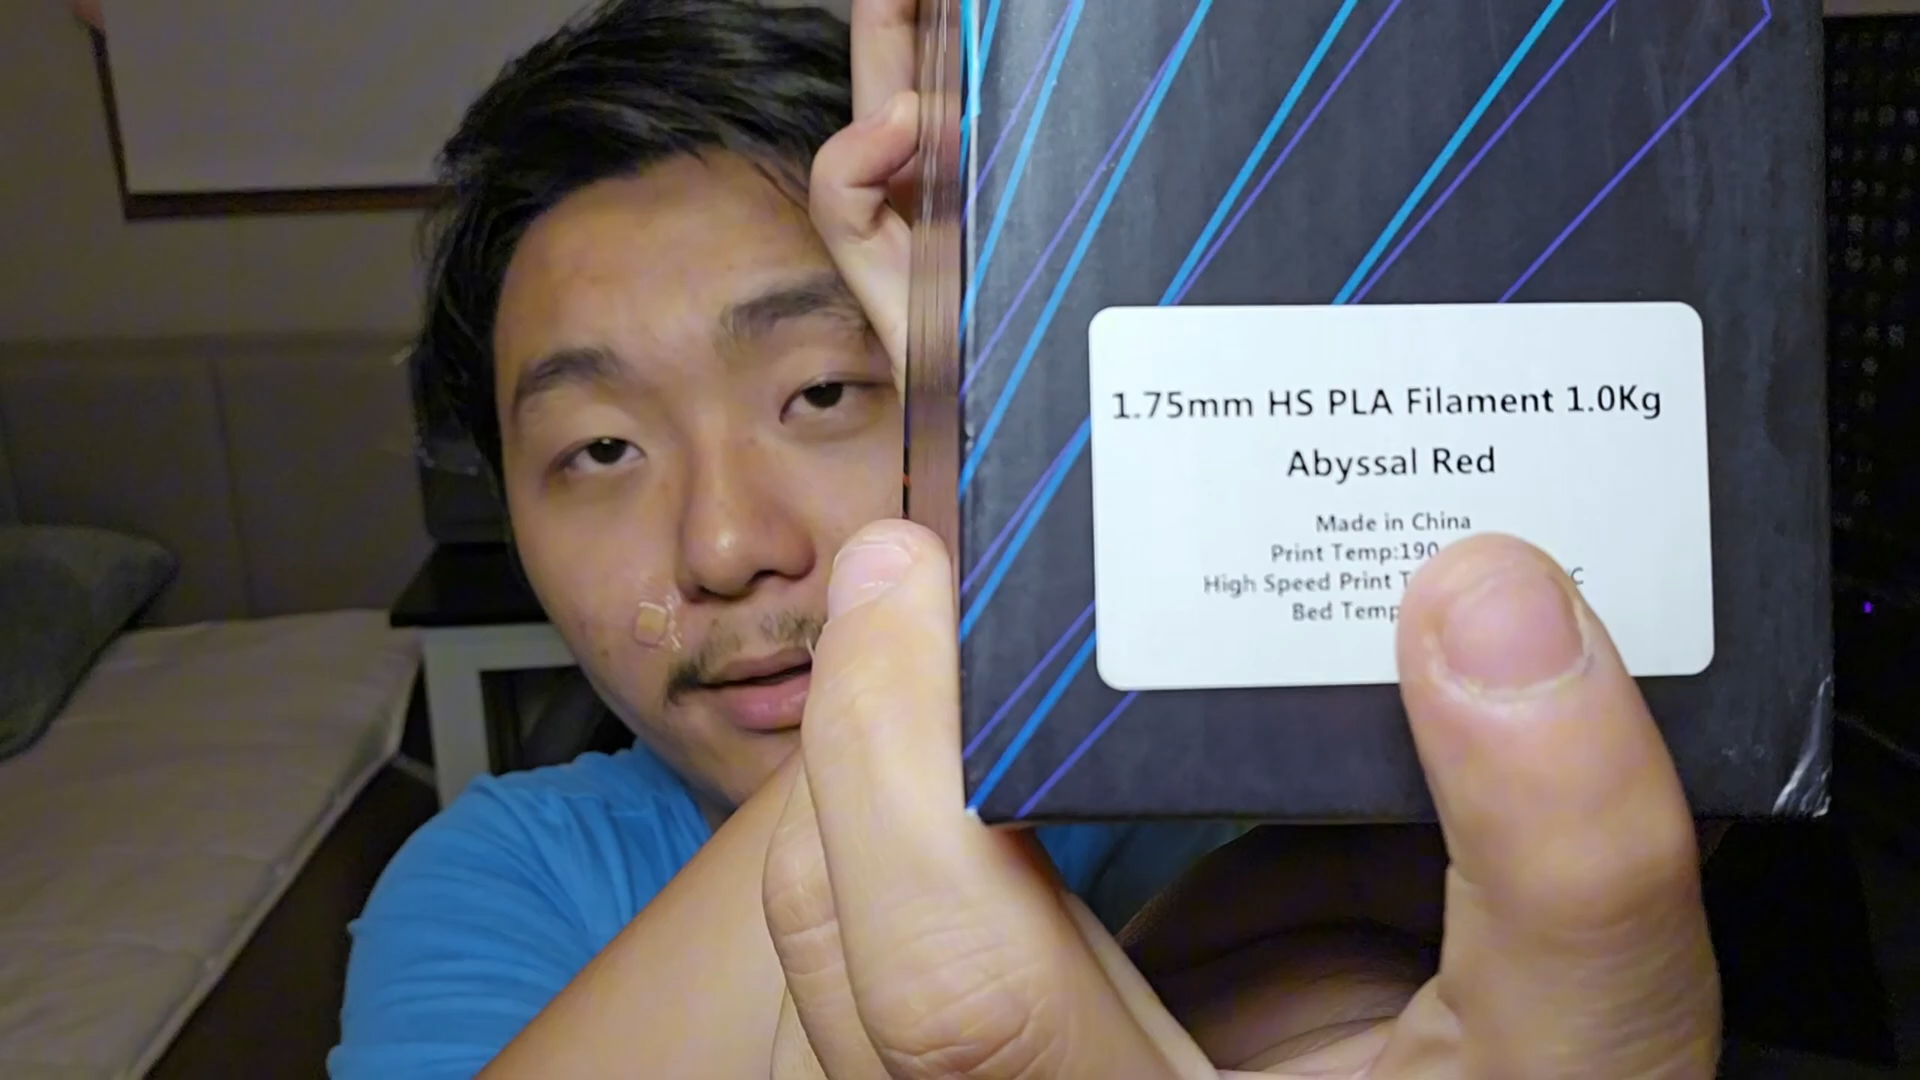 1.75mm HS PLA Filament 1.0Kg
Abyssal Red
Made in China
Print Temp:190
High Speed Print
Bed Temp